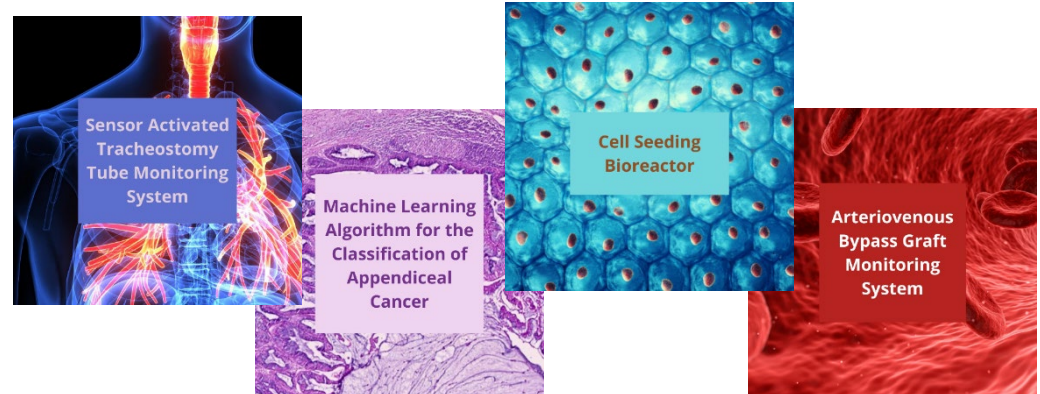 Sensor Activated
Tracheostomy
Tube Monitoring
System
Machine Learning
Algorithm for the
Classification of
Appendiceal
Cancer
Cell Seeding
Bioreactor
Arteriovenous
Bypass Graft
Monitoring
System